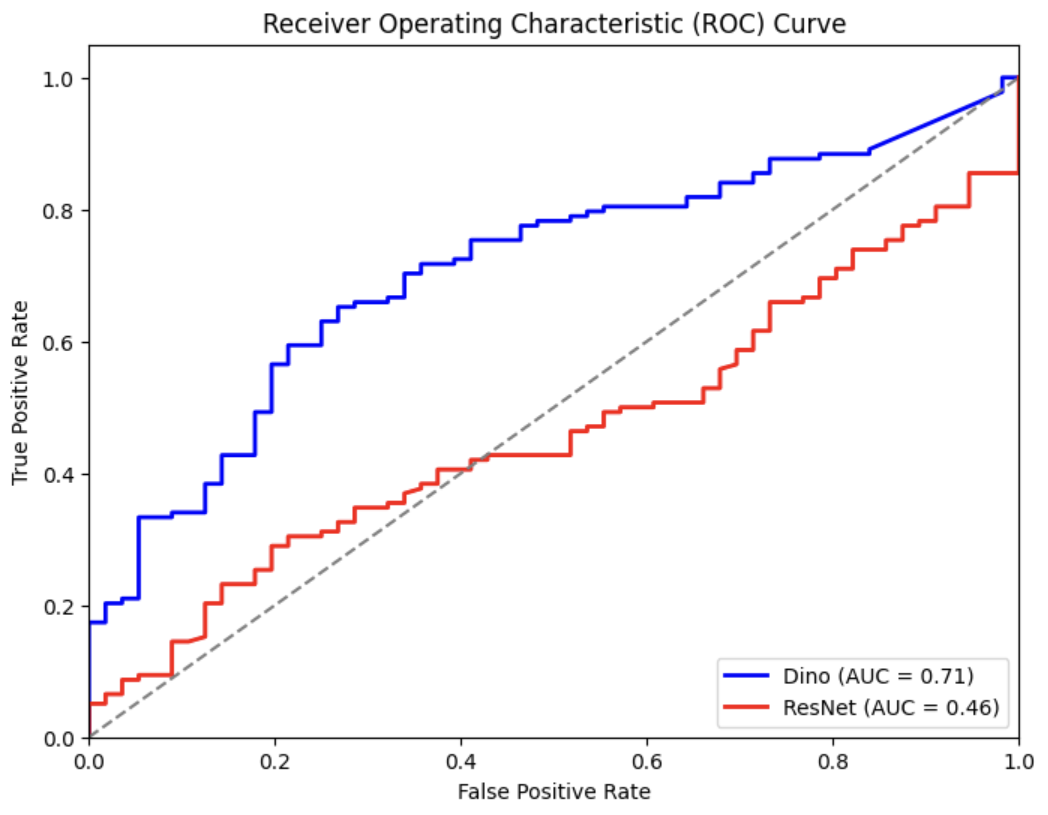 Receiver Operating Characteristic (ROC) Curve
1.0
0.8
0.6
0.4
0.2
0.0
True Positive Rate
Dino (AUC = 0.71)
ResNet (AUC = 0.46)
0.0 0.2 0.4 0.6 0.8 1.0
False Positive Rate